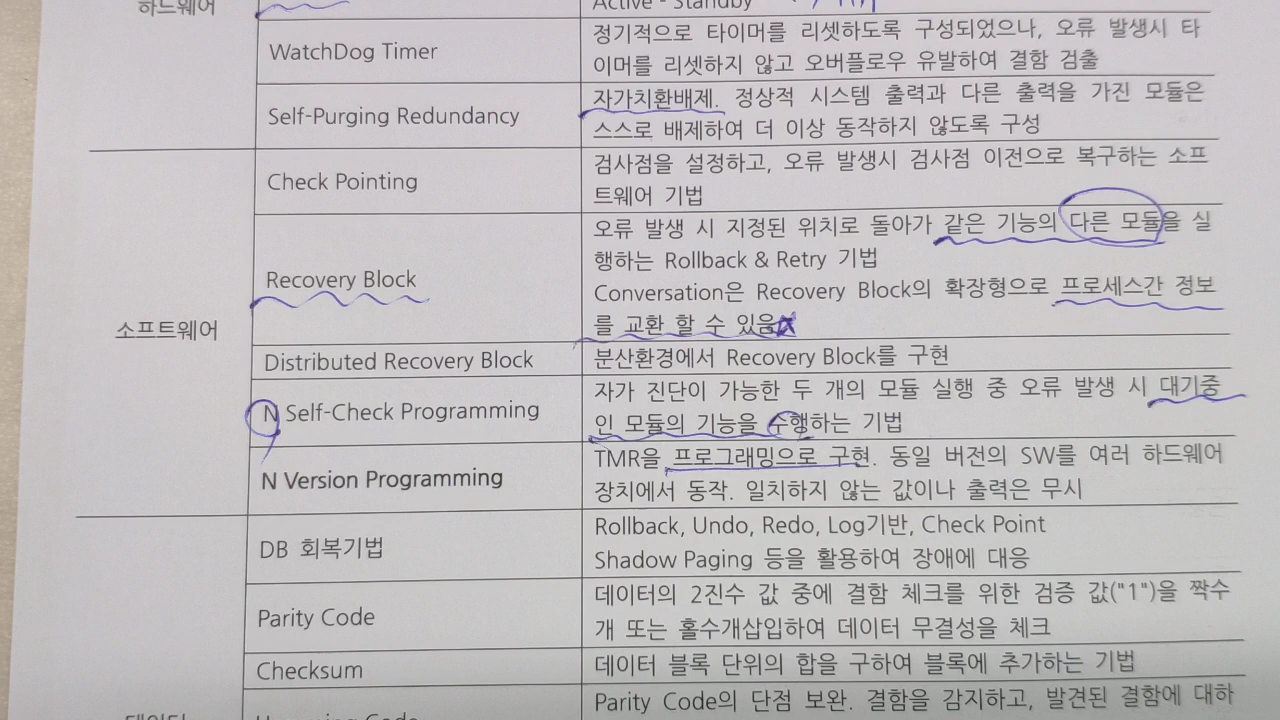 하드웨어
Active - Standby
WatchDog Timer
정기적으로 타이머를 리셋하도록 구성되었으나, 오류 발생시 타
이머를 리셋하지 않고 오버플로우 유발하여 결함 검출
Self-Purging Redundancy
자가치환배제. 정상적 시스템 출력과 다른 출력을 가진 모듈은
스스로 배제하여 더 이상 동작하지 않도록 구성
소프트웨어
Check Pointing
검사점을 설정하고, 오류 발생시 검사점 이전으로 복구하는 소프
트웨어 기법
Recovery Block
오류 발생 시 지정된 위치로 돌아가 같은 기능의 다른 모듈을 실
행하는 Rollback & Retry 기법
Conversation은 Recovery Block의 확장형으로 프로세스간 정보
를 교환 할 수 있음
Distributed Recovery Block
분산환경에서 Recovery Block를 구현
N Self-Check Programming
자가 진단이 가능한 두 개의 모듈 실행 중 오류 발생 시 대기중
인 모듈의 기능을 수행하는 기법
N Version Programming
TMR을 프로그래밍으로 구현. 동일 버전의 SW를 여러 하드웨어
장치에서 동작. 일치하지 않는 값이나 출력은 무시
DB 회복기법
Rollback, Undo, Redo, Log기반, Check Point
Shadow Paging 등을 활용하여 장애에 대응
Parity Code
데이터의 2진수 값 중에 결함 체크를 위한 검증 값("1")을 짝수
개 또는 홀수개삽입하여 데이터 무결성을 체크
Checksum
데이터 블록 단위의 합을 구하여 블록에 추가하는 기법
데이터
Parity Code의 단점 보완. 결함을 감지하고, 발견된 결함에 대하